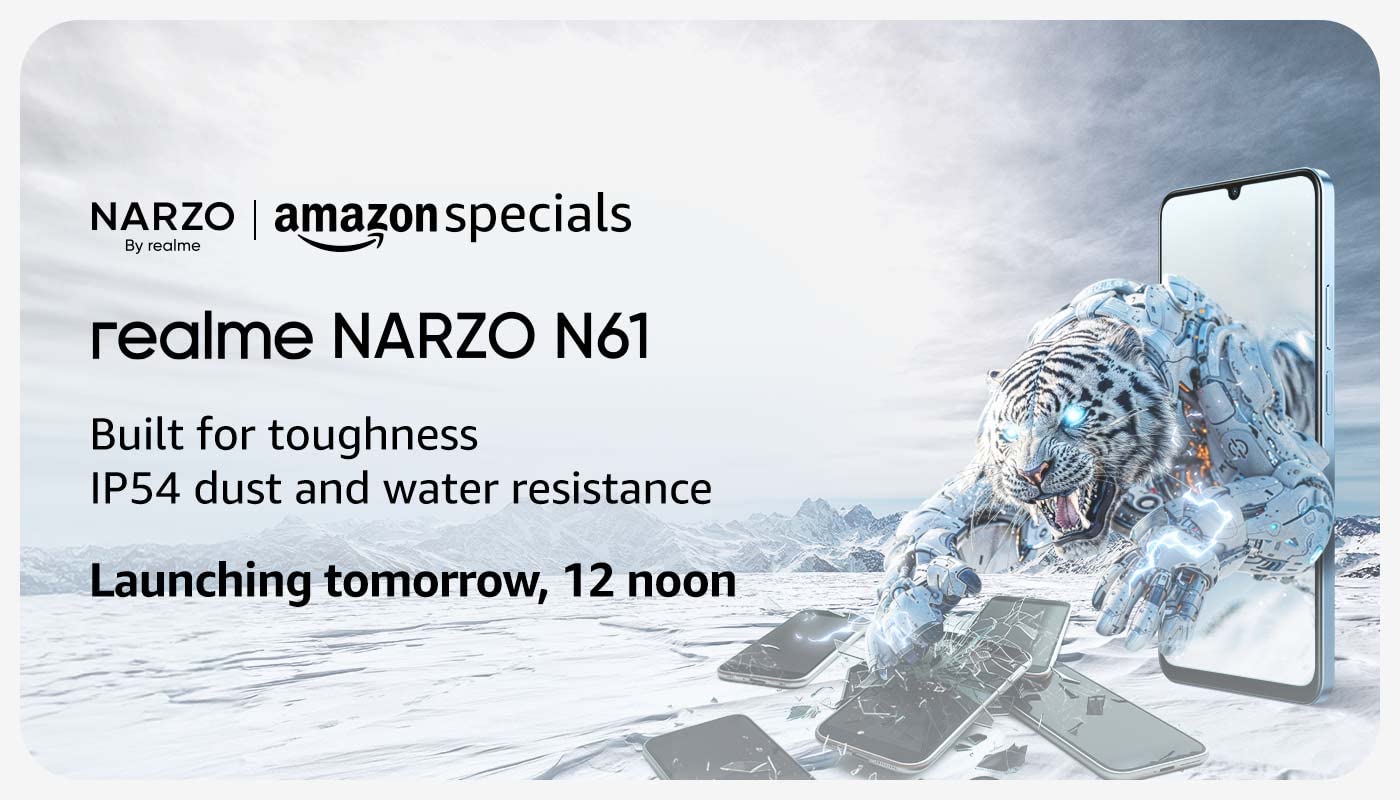 NARZO | amazon specials
By realme
realme NARZO N61
Built for toughness
IP54 dust and water resistance
Launching tomorrow, 12 noon